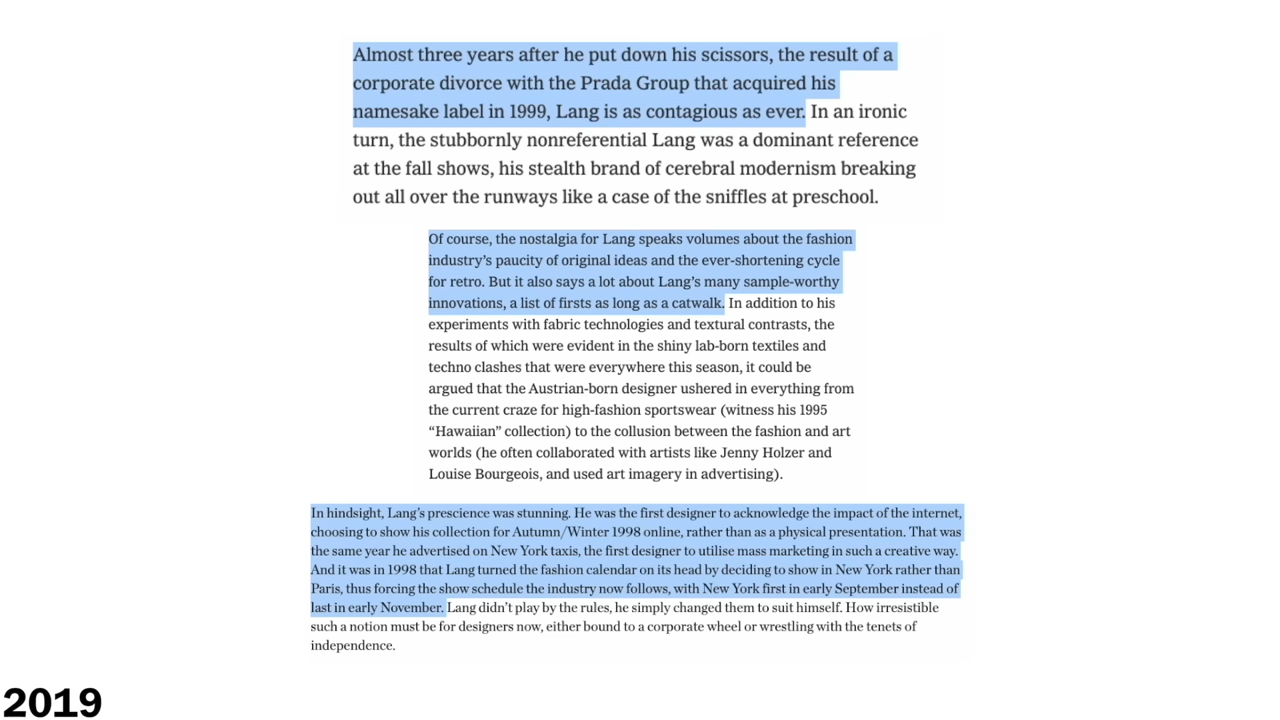 Almost three years after he put down his scissors, the result of a
corporate divorce with the Prada Group that acquired his
namesake label in 1999, Lang is as contagious as ever. In an ironic
turn, the stubbornly nonreferential Lang was a dominant reference
at the fall shows, his stealth brand of cerebral modernism breaking
out all over the runways like a case of the sniffles at preschool.
Of course, the nostalgia for Lang speaks volumes about the fashion
industry’s paucity of original ideas and the ever-shortening cycle
for retro. But it also says a lot about Lang’s many sample-worthy
innovations, a list of firsts as long as a catwalk. In addition to his
experiments with fabric technologies and textural contrasts, the
results of which were evident in the shiny lab-born textiles and
techno clashes that were everywhere this season, it could be
argued that the Austrian-born designer ushered in everything from
the current craze for high-fashion sportswear (witness his 1995
“Hawaiian” collection) to the collusion between the fashion and art
worlds (he often collaborated with artists like Jenny Holzer and
Louise Bourgeois, and used art imagery in advertising).
In hindsight, Lang’s prescience was stunning. He was the first designer to acknowledge the impact of the internet,
choosing to show his collection for Autumn/Winter 1998 online, rather than as a physical presentation. That was
the same year he advertised on New York taxis, the first designer to utilise mass marketing in such a creative way.
And it was in 1998 that Lang turned the fashion calendar on its head by deciding to show in New York rather than
Paris, thus forcing the show schedule the industry now follows, with New York first in early September instead of
last in early November. Lang didn’t play by the rules, he simply changed them to suit himself. How irresistible
such a notion must be for designers now, either bound to a corporate wheel or wrestling with the tenets of
independence.
2019